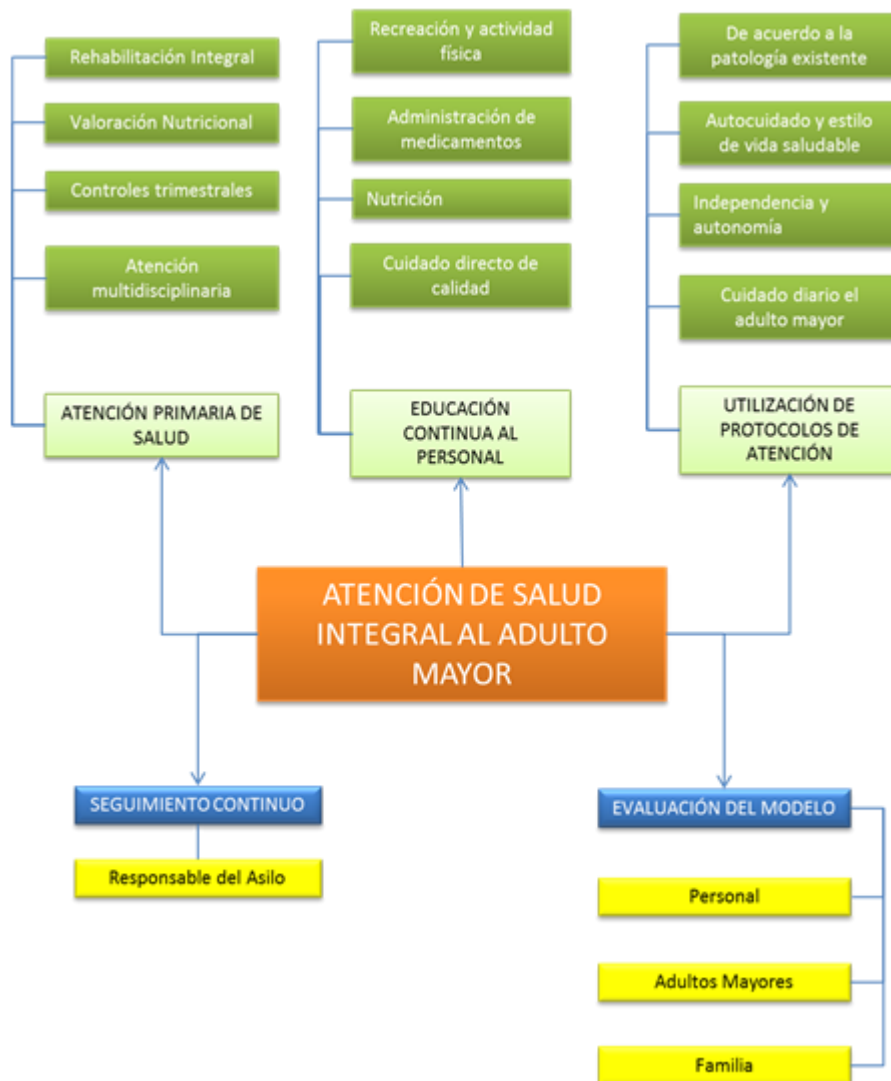 Rehabilitación Integral
Valoración Nutricional
Controles trimestrales
Atención
multidisciplinaria
ATENCIÓN PRIMARIA DE
SALUD
Recreación y actividad
física
Administración de
medicamentos
Nutrición
Cuidado directo de
calidad
EDUCACIÓN
CONTINUA AL
PERSONAL
De acuerdo a la
patología existente
Autocuidado y estilo
de vida saludable
Independencia y
autonomía
Cuidado diario el
adulto mayor
UTILIZACIÓN DE
PROTOCOLOS DE
ATENCIÓN
ATENCIÓN DE SALUD
INTEGRAL AL ADULTO
MAYOR
SEGUIMIENTO CONTINUO
Responsable del Asilo
EVALUACIÓN DEL MODELO
Personal
Adultos Mayores
Familia